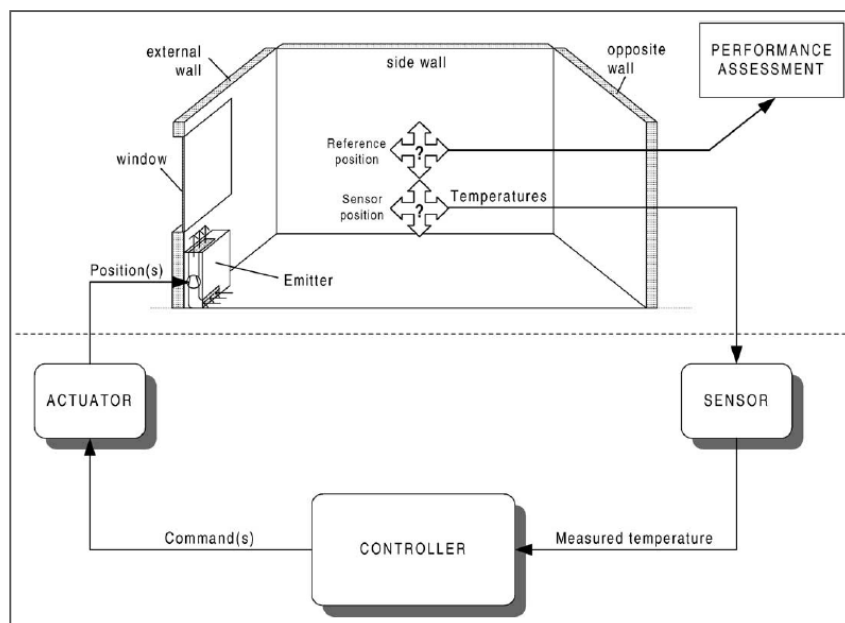 external
wall
side wall
opposite
wall
PERFORMANCE
ASSESSMENT
window
Reference
position
?
Sensor
position
?
Temperatures
Position(s)
Emitter
ACTUATOR
SENSOR
Command(s)
CONTROLLER
Measured temperature